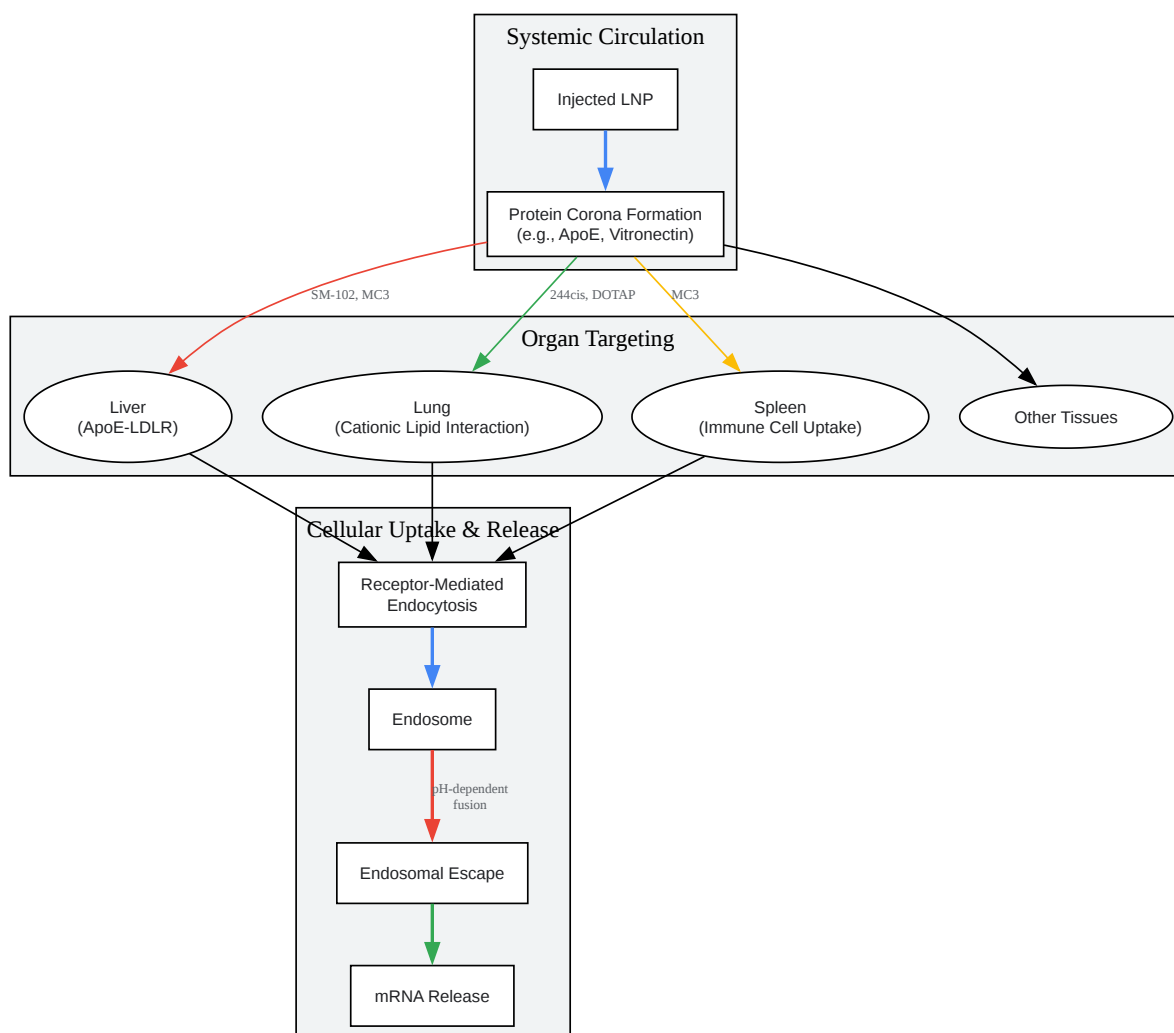 Systemic Circulation
Injected LNP
Protein Corona Formation
(e.g., ApoE, Vitronectin)
SM-102, MC3
244cis, DOTAP
MC3
Organ Targeting
Liver
(ApoE-LDLR)
Lung
(Cationic Lipid Interaction)
Spleen
(Immune Cell Uptake)
Other Tissues
Cellular Uptake & Release
Receptor-Mediated
Endocytosis
Endosome
pH-dependent
fusion
Endosomal Escape
mRNA Release